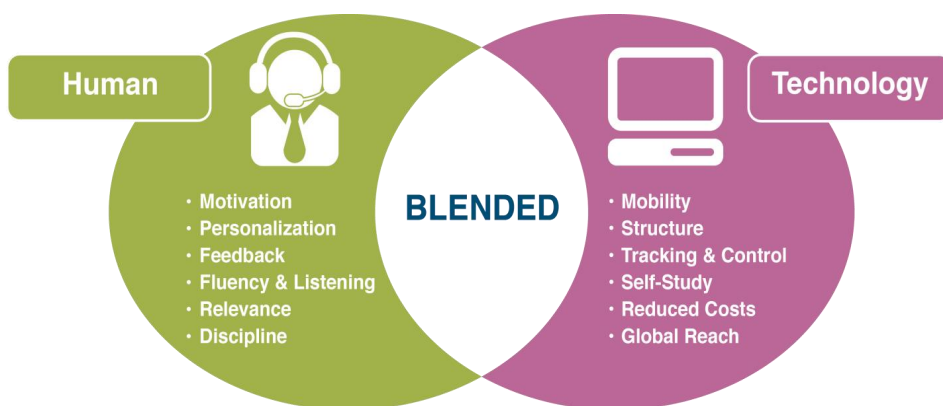 Human
· Motivation
· Personalization
· Feedback
· Fluency & Listening
· Relevance
· Discipline
BLENDED
Technology
· Mobility
· Structure
· Tracking & Control
· Self-Study
· Reduced Costs
· Global Reach